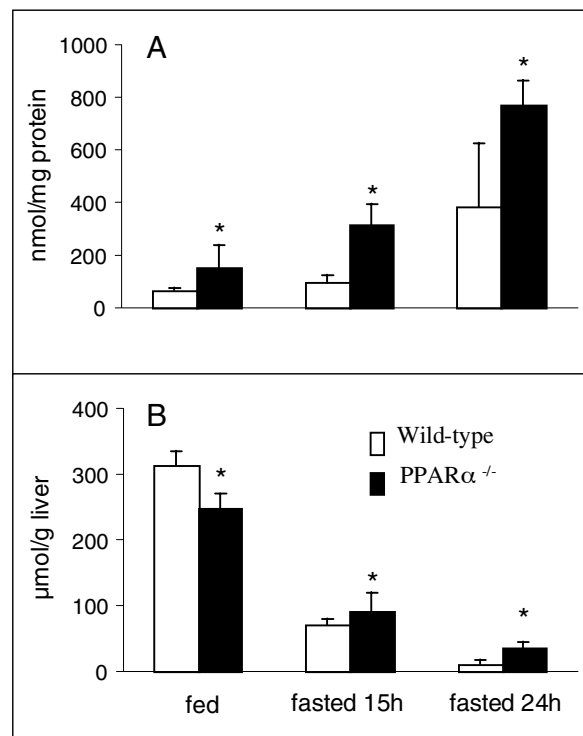 A
nmol/mg protein
1000
800
600
400
200
0
*
*
*
B
µmol/g liver
400
300
200
100
0
*
*
*
Wild-type
PPARα -/-
fed
fasted 15h
fasted 24h